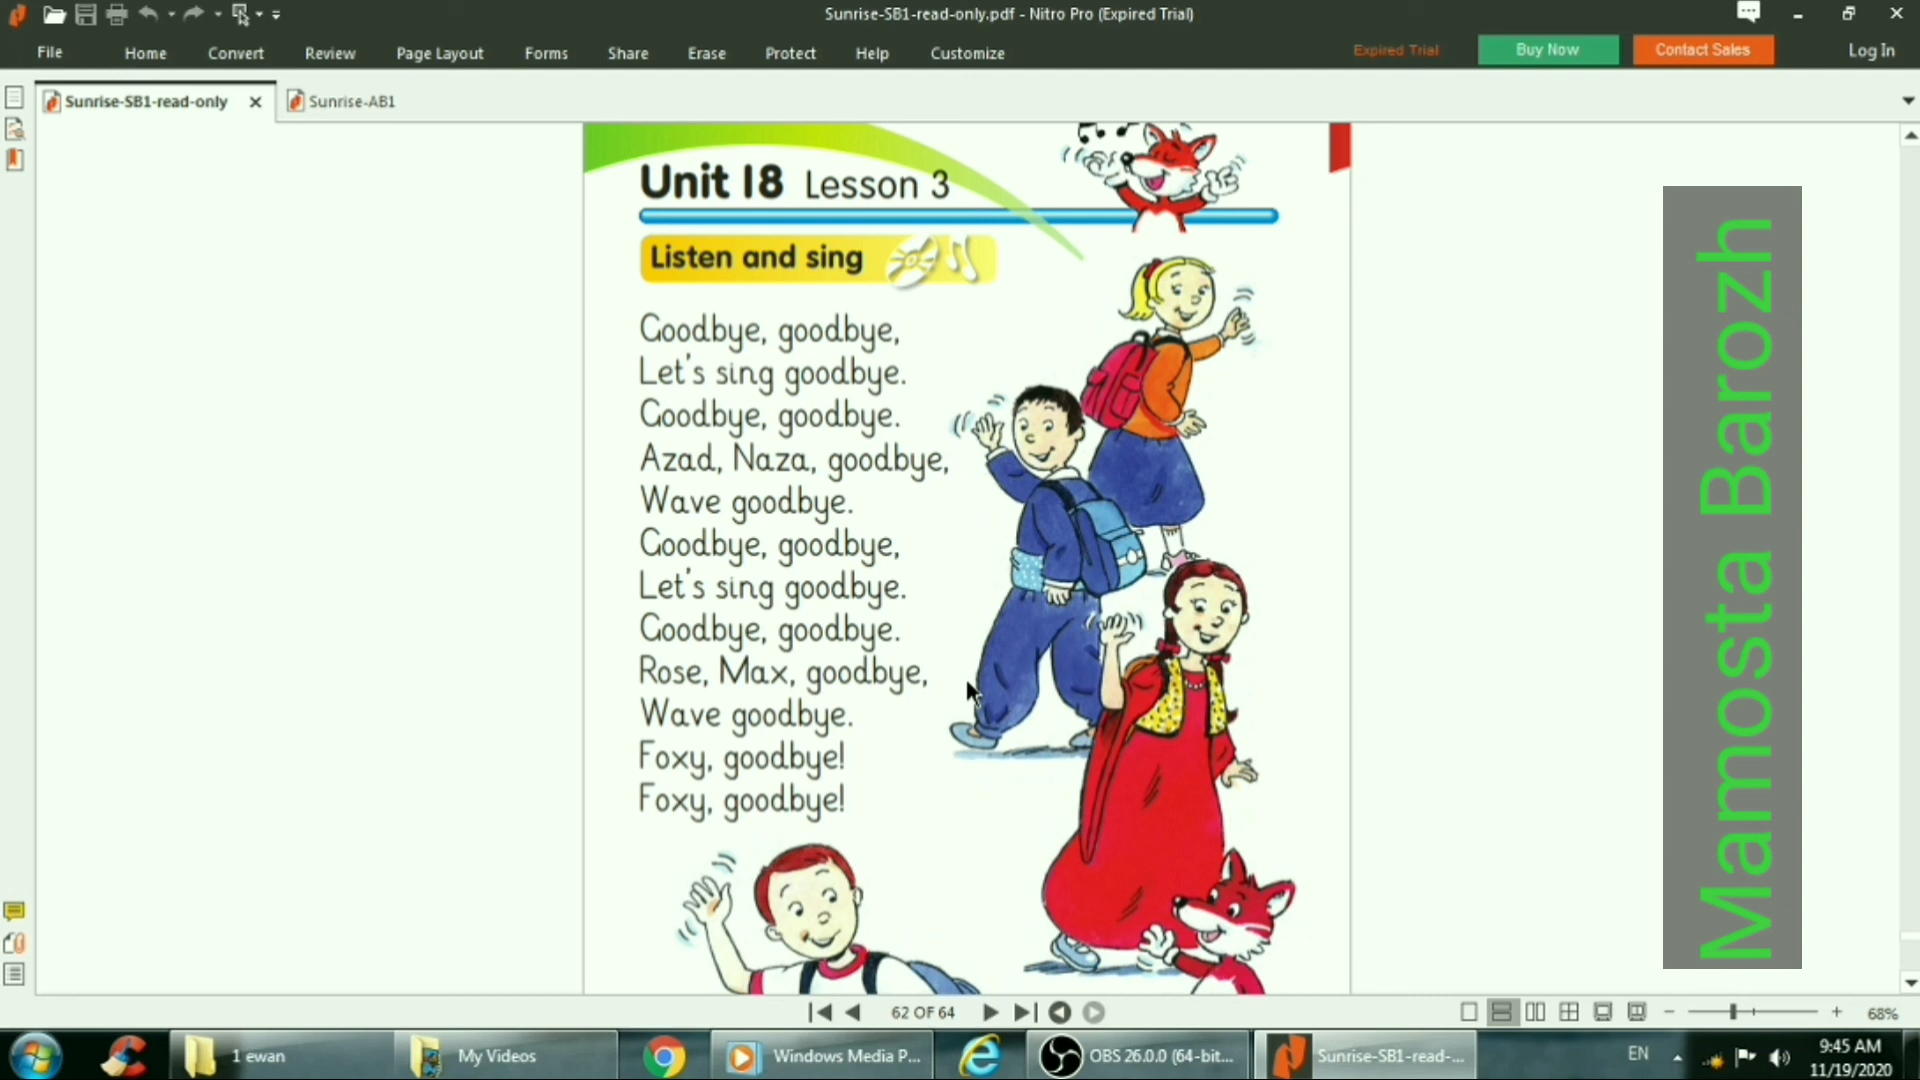 Sunrise-SB1-read-only.pdf - Nitro Pro (Expired Trial)
File Home Convert Review Page Layout Forms Share Erase Protect Help Customize Expired Trial Buy Now Contact Sales Log In
Sunrise-SB1-read-only Sunrise-AB1
Unit 18 Lesson 3
Listen and sing
Goodbye, goodbye,
Let's sing goodbye.
Goodbye, goodbye.
Azad, Naza, goodbye,
Wave goodbye.
Goodbye, goodbye,
Let's sing goodbye.
Goodbye, goodbye.
Rose, Max, goodbye,
Wave goodbye.
Foxy, goodbye!
Foxy, goodbye!
Mamosta Barozh
62 OF 64
68%
1 ewan My Videos Windows Media P... OBS 26.0.0 (64-bit... Sunrise-SB1-read-... EN
9:45 AM
11/19/2020